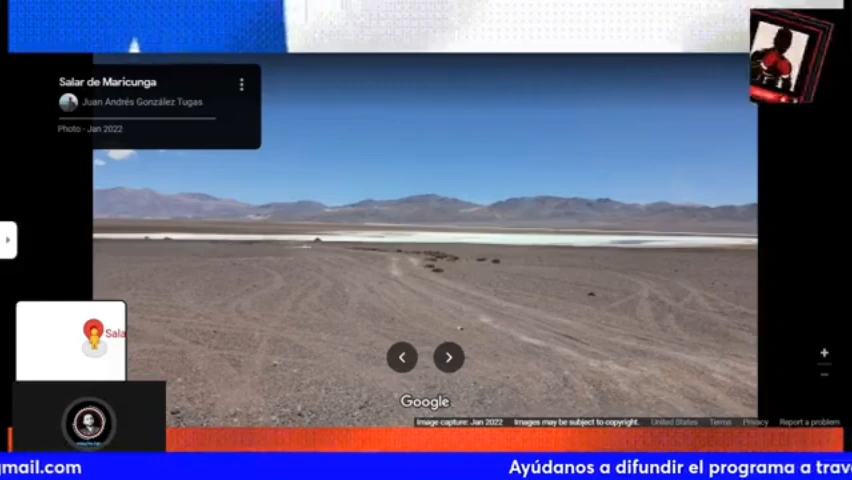 Salar de Maricunga
Juan Andrés González Tugas
Photo - Jan 2022
Sala
Google
Image capture: Jan 2022 Images may be subject to copyright. United States Terms Privacy Report a problem
gmail.com
Ayúdanos a difundir el programa a trav